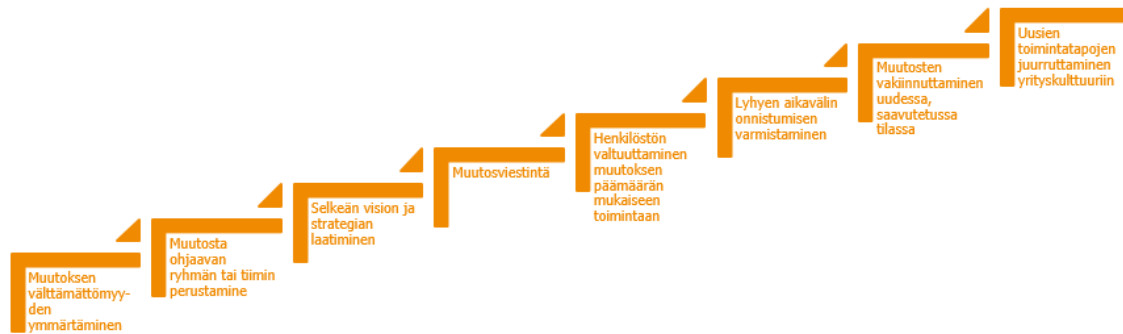 Muutoksen
välttämättömyy-
den
ymmärtäminen
Muutosta
ohjaavan
ryhmän tai tiimin
perustamine
Selkeän vision ja
strategian
laatiminen
Muutosviestintä
Henkilöstön
valtuuttaminen
muutoksen
päämäärän
mukaiseen
toimintaan
Lyhyen aikavälin
onnistumisen
varmistaminen
Muutosten
vakiinnuttaminen
uudessa,
saavutetussa
tilassa
Uusien
toimintatapojen
juurruttaminen
yrityskulttuuriin